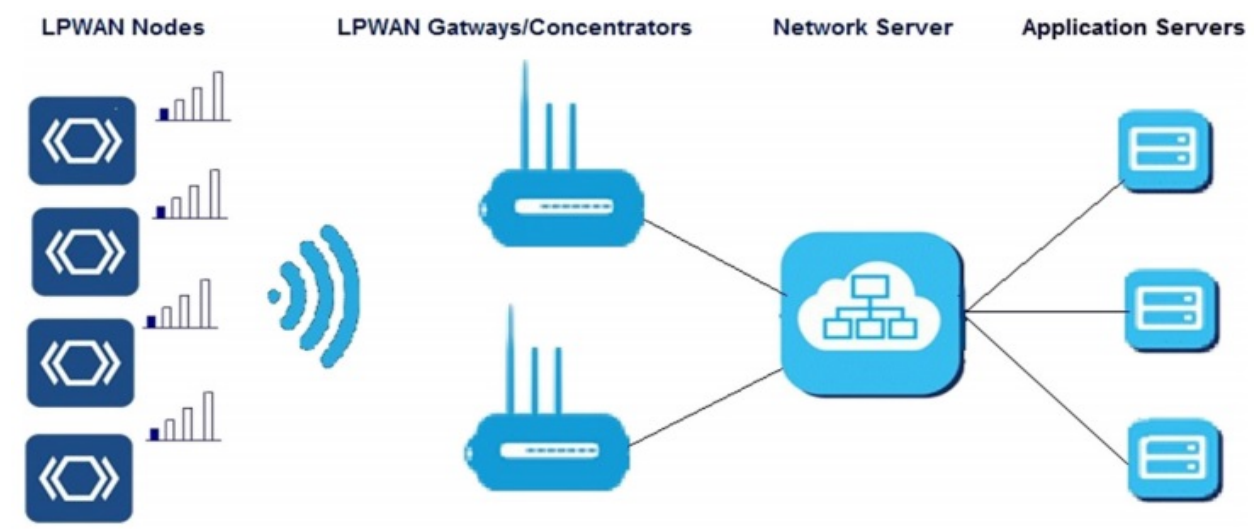 LPWAN Nodes
LPWAN Gatways/Concentrators
Network Server
Application Servers